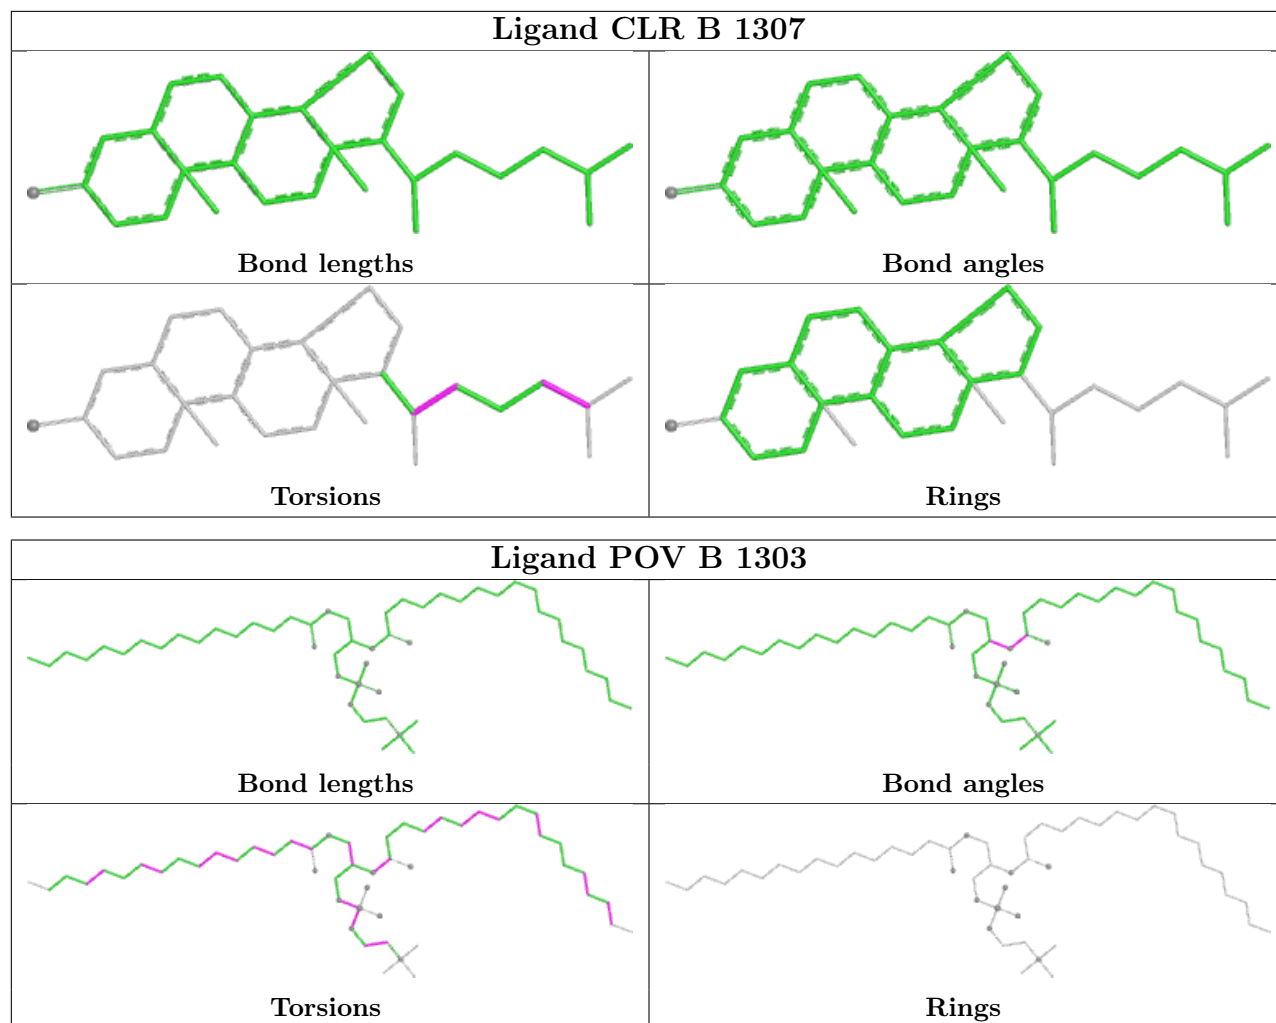 Ligand CLR B 1307
Bond lengths
Bond angles
Torsions
Rings
Ligand POV B 1303
Bond lengths
Bond angles
Torsions
Rings